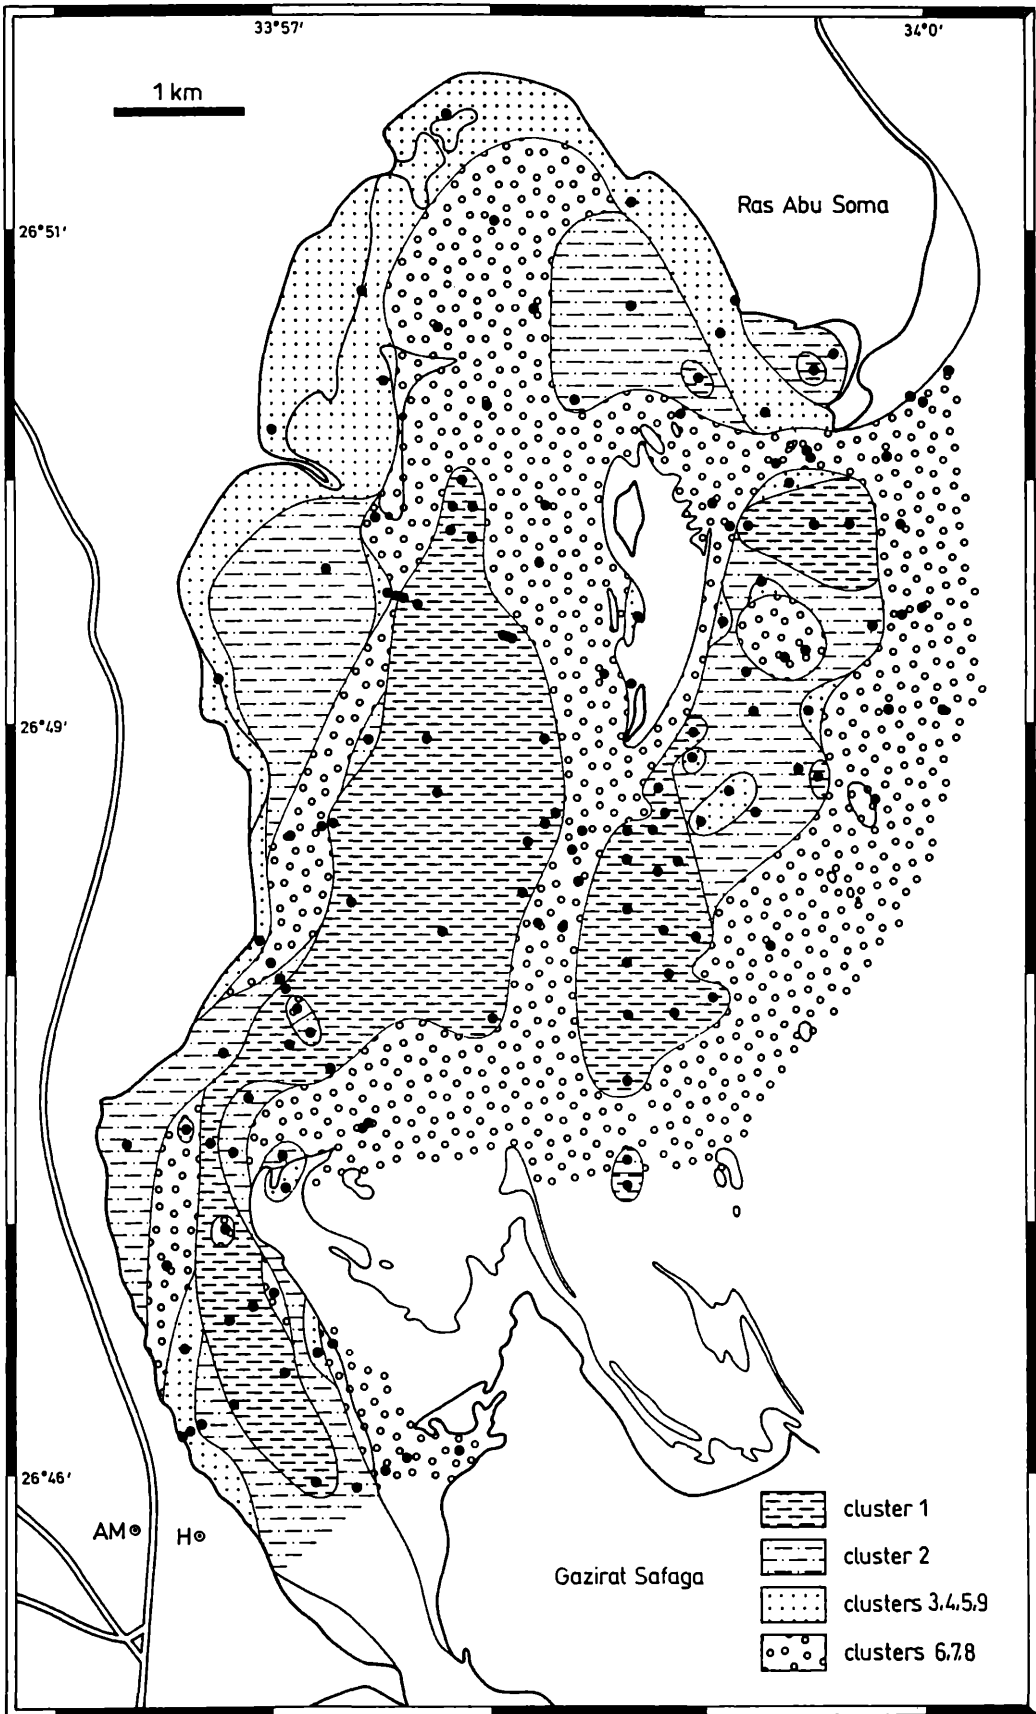 33°57'
34°0'
1 km
Ras Abu Soma
26°51'
26°49'
26°46'
AM
H
Gazirat Safaga
cluster 1
cluster 2
clusters 3,4,5,9
clusters 6,7,8